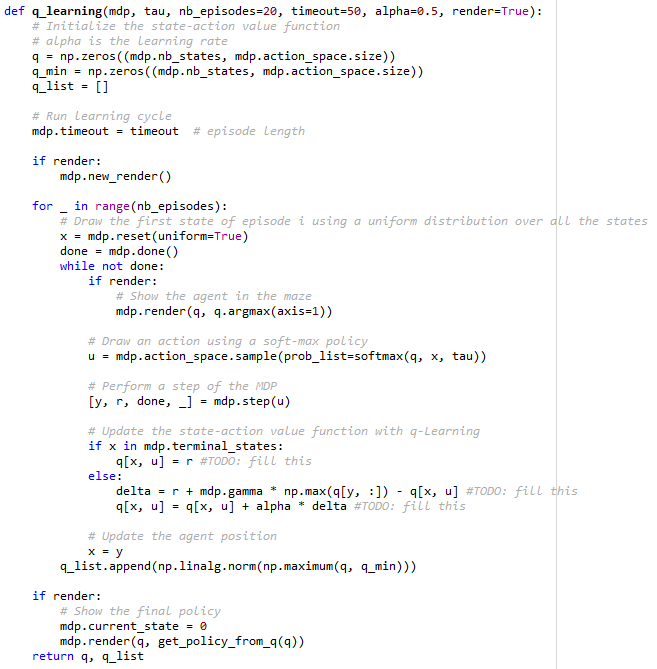 def q_learning(mdp, tau, nb_episodes=20, timeout=50, alpha=0.5, render=True):
    # Initialize the state-action value function
    # alpha is the learning rate
    q = np.zeros((mdp.nb_states, mdp.action_space.size))
    q_min = np.zeros((mdp.nb_states, mdp.action_space.size))
    q_list = []

    # Run learning cycle
    mdp.timeout = timeout  # episode length

    if render:
        mdp.new_render()

    for _ in range(nb_episodes):
        # Draw the first state of episode i using a uniform distribution over all the states
        x = mdp.reset(uniform=True)
        done = mdp.done()
        while not done:
            if render:
                # Show the agent in the maze
                mdp.render(q, q.argmax(axis=1))

            # Draw an action using a soft-max policy
            u = mdp.action_space.sample(prob_list=softmax(q, x, tau))

            # Perform a step of the MDP
            [y, r, done, _] = mdp.step(u)

            # Update the state-action value function with q-Learning
            if x in mdp.terminal_states:
                q[x, u] = r #TODO: fill this
            else:
                delta = r + mdp.gamma * np.max(q[y, :]) - q[x, u] #TODO: fill this
                q[x, u] = q[x, u] + alpha * delta #TODO: fill this

            # Update the agent position
            x = y
        q_list.append(np.linalg.norm(np.maximum(q, q_min)))

    if render:
        # Show the final policy
        mdp.current_state = 0
        mdp.render(q, get_policy_from_q(q))
    return q, q_list